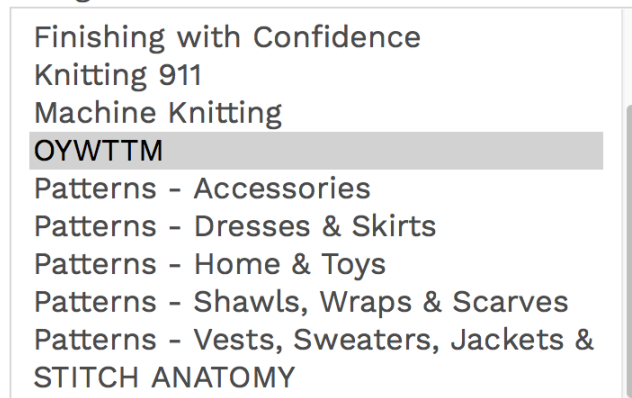 Finishing with Confidence
Knitting 911
Machine Knitting
OYWTTM
Patterns - Accessories
Patterns - Dresses & Skirts
Patterns - Home & Toys
Patterns - Shawls, Wraps & Scarves
Patterns - Vests, Sweaters, Jackets &
STITCH ANATOMY